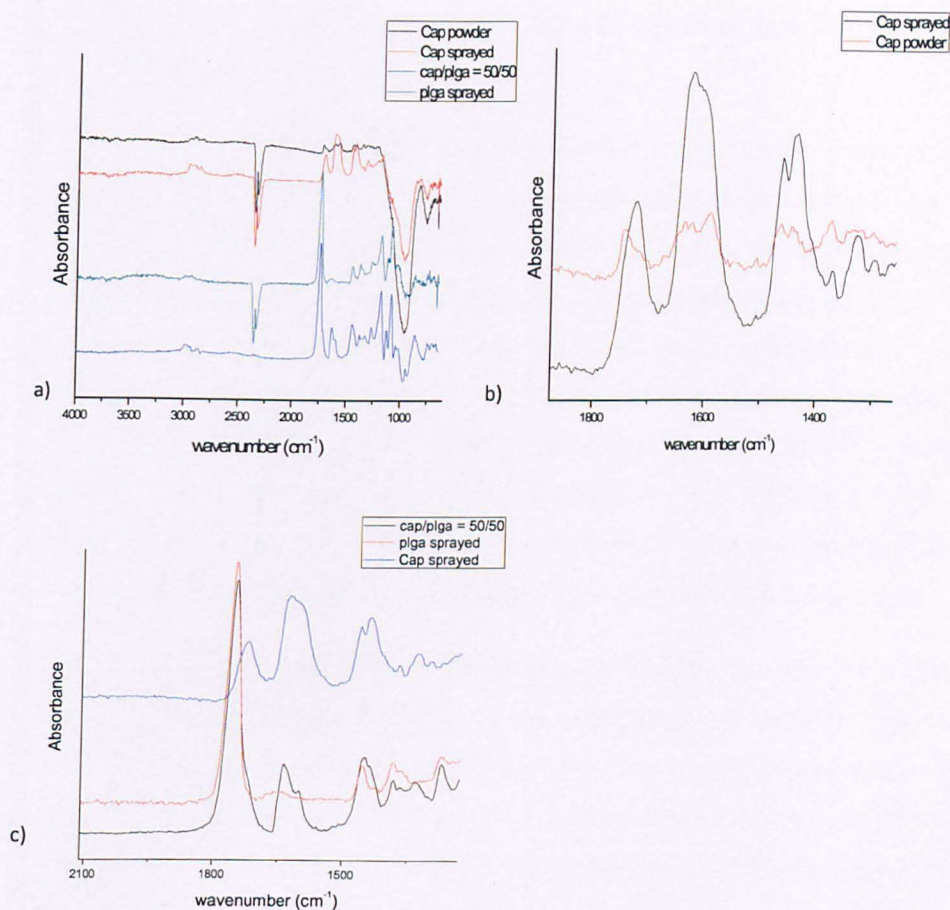 Cap powder
Cap sprayed
cap/plga = 50/50
plga sprayed
Absorbance
a)
4000 3500 3000 2500 2000 1500 1000
wavenumber (cm⁻¹)
Cap sprayed
Cap powder
Absorbance
b)
1800 1600 1400
wavenumber (cm⁻¹)
cap/plga = 50/50
plga sprayed
Cap sprayed
Absorbance
c)
2100 1800 1500
wavenumber (cm⁻¹)